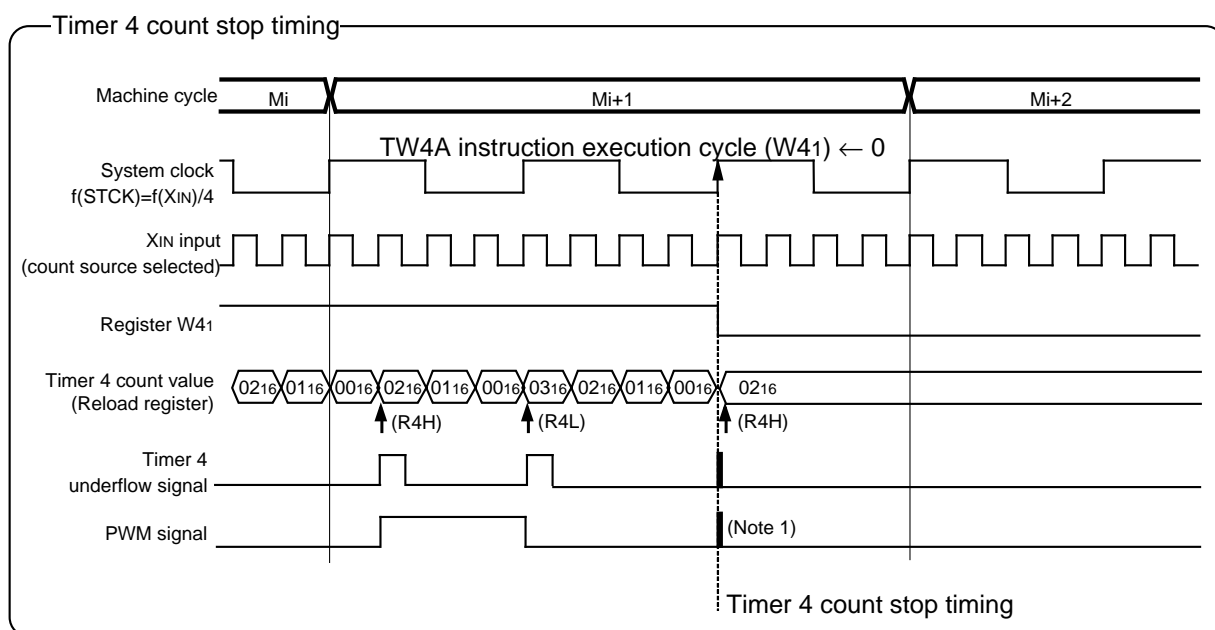 Timer 4 count stop timing
Machine cycle
Mi
Mi+1
Mi+2
TW4A instruction execution cycle (W41) ← 0
System clock
f(STCK)=f(XIN)/4
XIN input
(count source selected)
Register W41
Timer 4 count value
(Reload register)
0216 0116 0016 0216 0116 0016 0316 0216 0116 0016 0216
(R4H) (R4L) (R4H)
Timer 4
underflow signal
PWM signal
(Note 1)
Timer 4 count stop timing